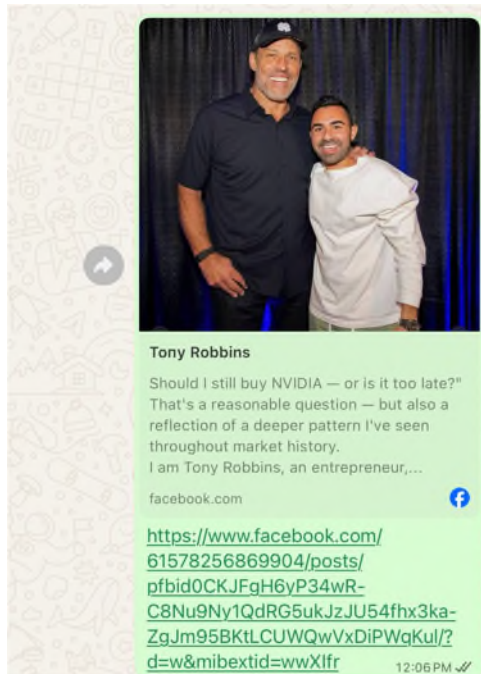 Tony Robbins
Should I still buy NVIDIA — or is it too late?"
That's a reasonable question — but also a
reflection of a deeper pattern I've seen
throughout market history.
I am Tony Robbins, an entrepreneur,...
facebook.com
https://www.facebook.com/
61578256869904/posts/
pfbid0CKJFgH6yP34wR-
C8Nu9Ny1QdRG5ukJzJU54fhx3ka-
ZgJm95BKtLCUWQwVxDiPWqKul/?
d=w&mibextid=wwXIfr
12:06 PM